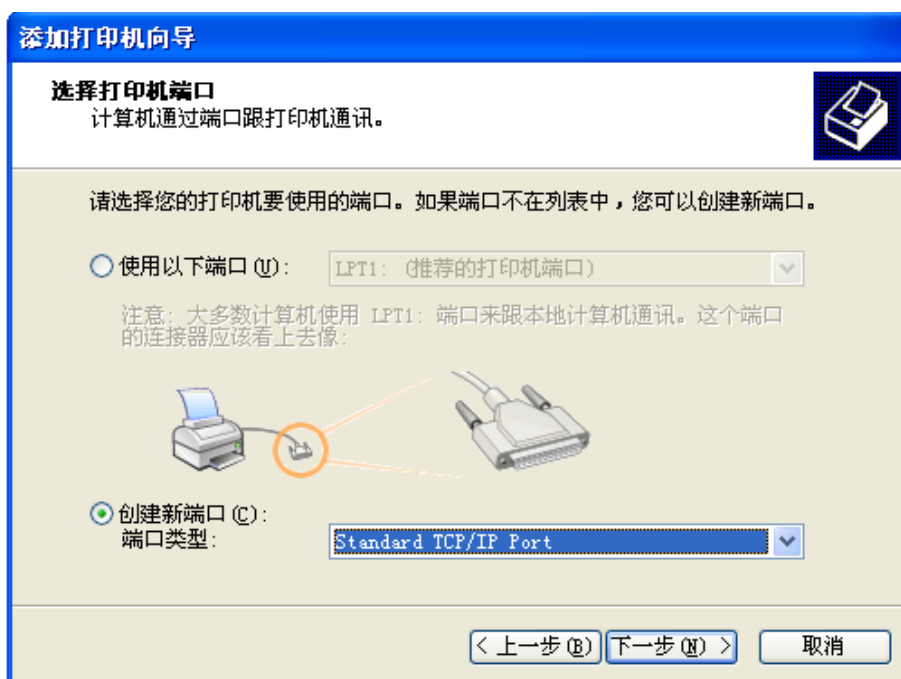 添加打印机向导
选择打印机端口
计算机通过端口跟打印机通讯。
请选择您的打印机要使用的端口。如果端口不在列表中，您可以创建新端口。
使用以下端口(U): LPT1: (推荐的打印机端口)
注意: 大多数计算机使用 LPT1: 端口来跟本地计算机通讯。这个端口
的连接器应该看上去像:
创建新端口(C):
端口类型: Standard TCP/IP Port
< 上一步(B) 下一步(N) > 取消